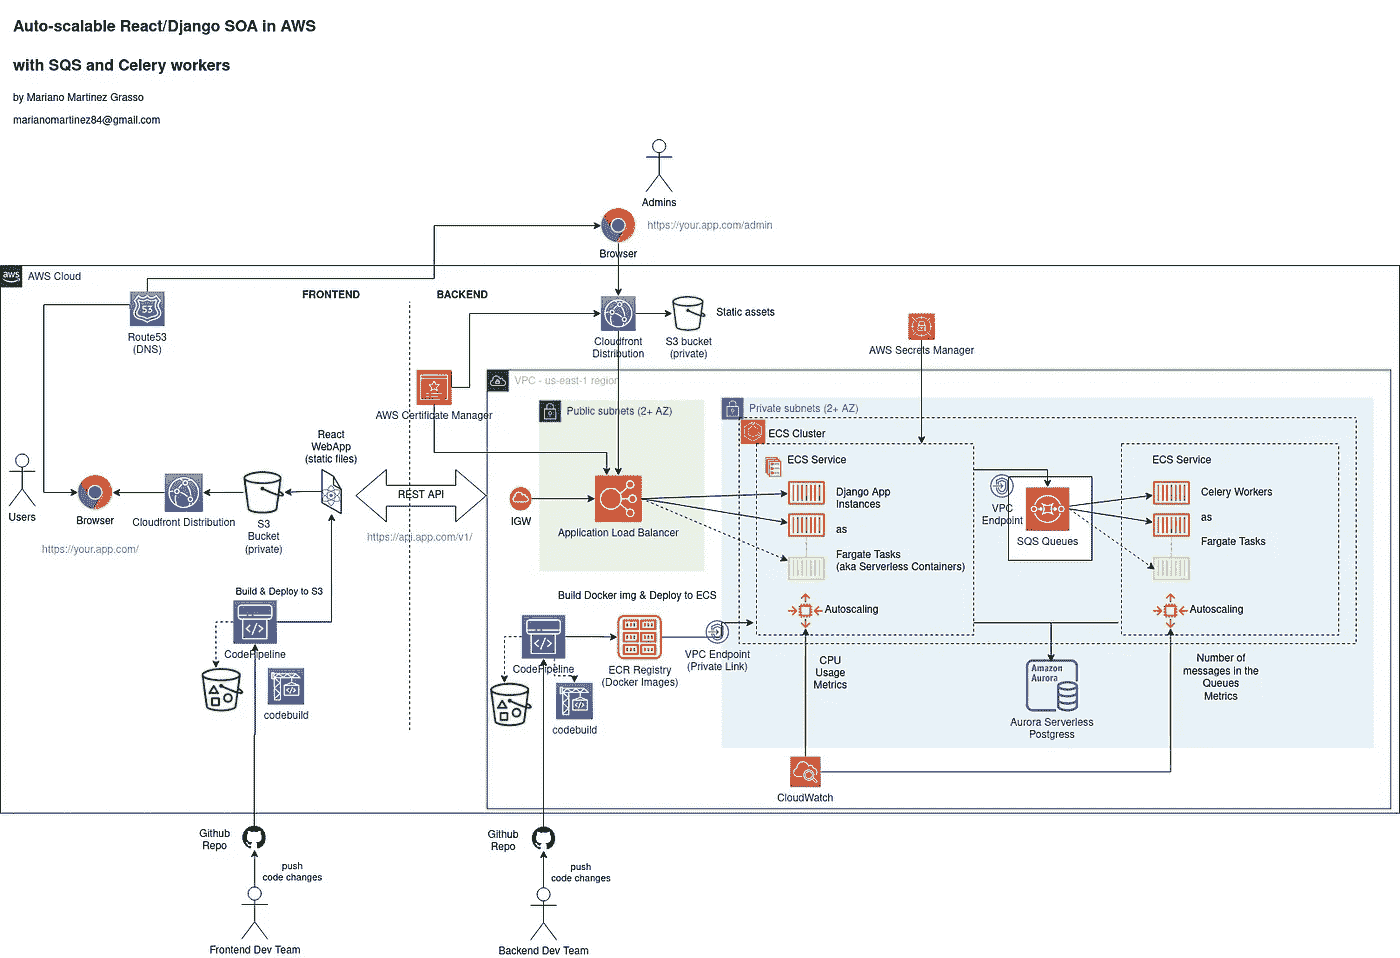 Auto-scalable React/Django SOA in AWS
with SQS and Celery workers
by Mariano Martinez Grasso
marianomartinez84@gmail.com
Admins
https://your.app.com/admin
Browser
aws
AWS Cloud
FRONTEND
BACKEND
53
Route53
(DNS)
Cloudfront
Distribution
S3 bucket
(private)
Static assets
AWS Secrets Manager
AWS Certificate Manager
VPC - us-east-1 region
Public subnets (2+ AZ)
Private subnets (2+ AZ)
ECS Cluster
ECS Service
ECS Service
React
WebApp
(static files)
Users
Browser
Cloudfront Distribution
S3
Bucket
(private)
https://your.app.com/
REST API
https://api.app.com/v1/
IGW
Application Load Balancer
Django App
instances
as
Fargate Tasks
(aka Serverless Containers)
Autoscaling
VPC
Endpoint
SQS Queues
Celery Workers
as
Fargate Tasks
Autoscaling
Build & Deploy to S3
CodePipeline
codebuild
Build Docker img & Deploy to ECS
CodePipeline
codebuild
ECR Registry
(Docker Images)
VPC Endpoint
(Private Link)
CPU
Usage
Metrics
Amazon
Aurora
Aurora Serverless
Postgress
Number of
messages in the
Queues
Metrics
CloudWatch
Github
Repo
push
code changes
Frontend Dev Team
Github
Repo
push
code changes
Backend Dev Team